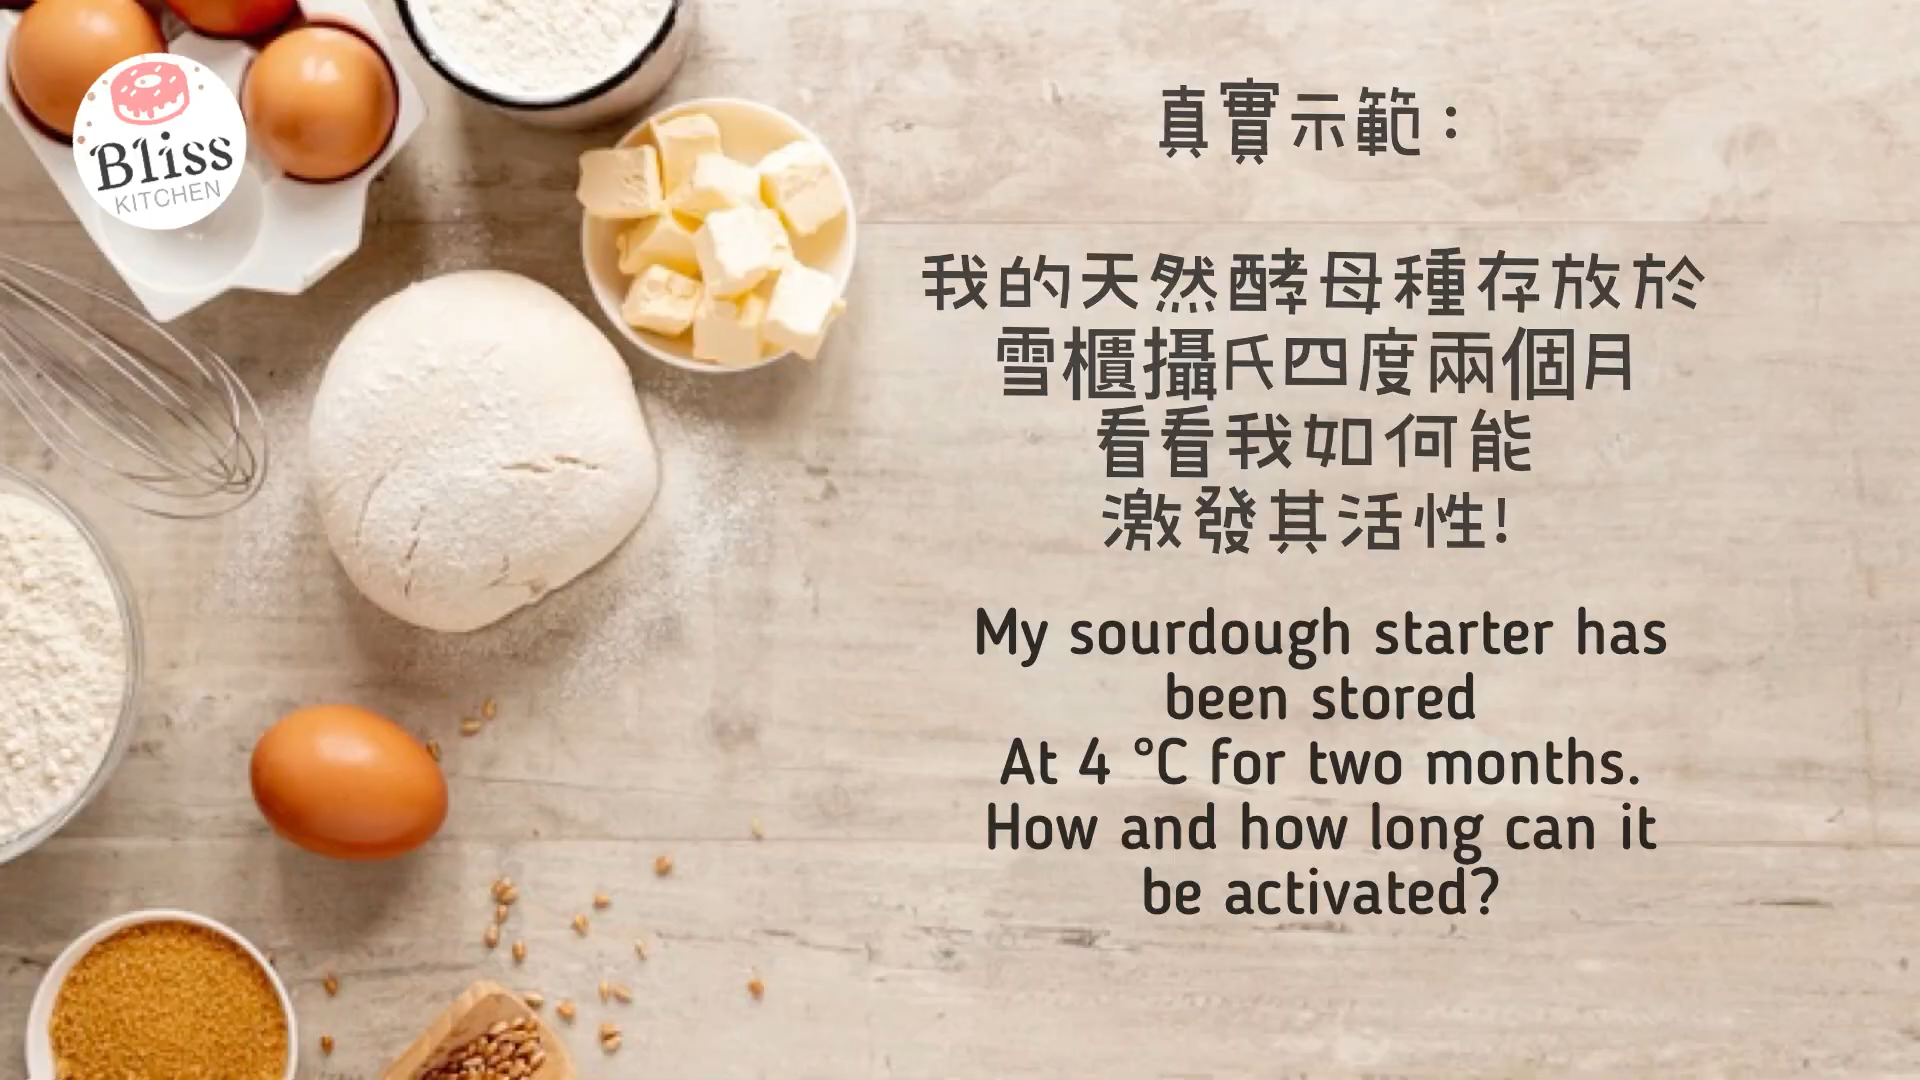 Bliss
KITCHEN
真實示範：
我的天然酵母種存放於
雪櫃攝氏四度兩個月
看看我如何能
激發其活性!
My sourdough starter has
been stored
At 4 °C for two months.
How and how long can it
be activated?